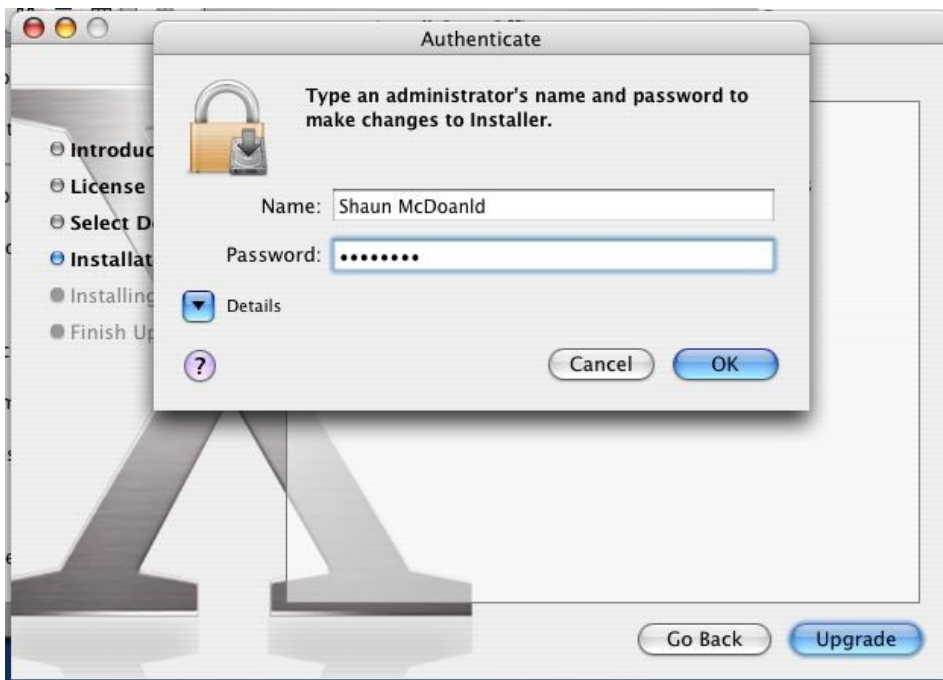 Authenticate
Type an administrator's name and password to
make changes to Installer.
Name: Shaun McDoanld
Password: ••••••••
Details
?
Cancel
OK
Introduc
License
Select D
Installat
Installing
Finish Up
Go Back
Upgrade